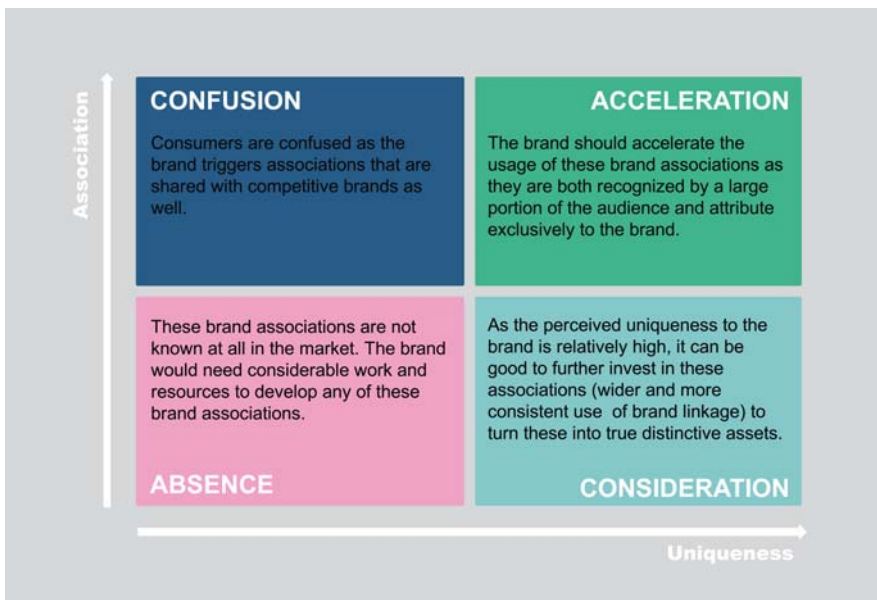 Association
CONFUSION
Consumers are confused as the
brand triggers associations that are
shared with competitive brands as
well.
ACCELERATION
The brand should accelerate the
usage of these brand associations as
they are both recognized by a large
portion of the audience and attribute
exclusively to the brand.
These brand associations are not
known at all in the market. The brand
would need considerable work and
resources to develop any of these
brand associations.
ABSENCE
As the perceived uniqueness to the
brand is relatively high, it can be
good to further invest in these
associations (wider and more
consistent use of brand linkage) to
turn these into true distinctive assets.
CONSIDERATION
Uniqueness